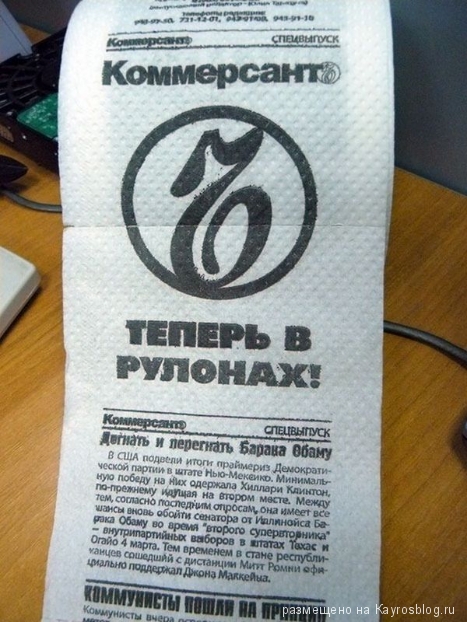 Телефоны редакции:
Коммерсантъ СПЕЦВЫПУСК
Коммерсантъ
ТЕПЕРЬ В
РУЛОНАХ!
Коммерсантъ СПЕЦВЫПУСК
Догнать и перегнать Барака Обаму
В США подвели итоги праймериз Демократи-
ческой партии в штате Нью-Мексико. Минималь-
ную победу на них одержала Хиллари Клинтон,
по-прежнему идущая на втором месте. Между
тем, согласно последним опросам, она имеет все
шансы вновь обойти сенатора от Иллинойса Ба-
рака Обаму во время "второго супервторника"
– внутрипартийных выборов в штатах Техас и
Огайо 4 марта. Тем временем в стане республи-
канцев сошедший с дистанции Митт Ромни офи-
циально поддержал Джона Маккейна.
КОММУНИСТЫ ПОШЛИ НА
Коммунисты вчера
размещено на Kayrosblog.ru